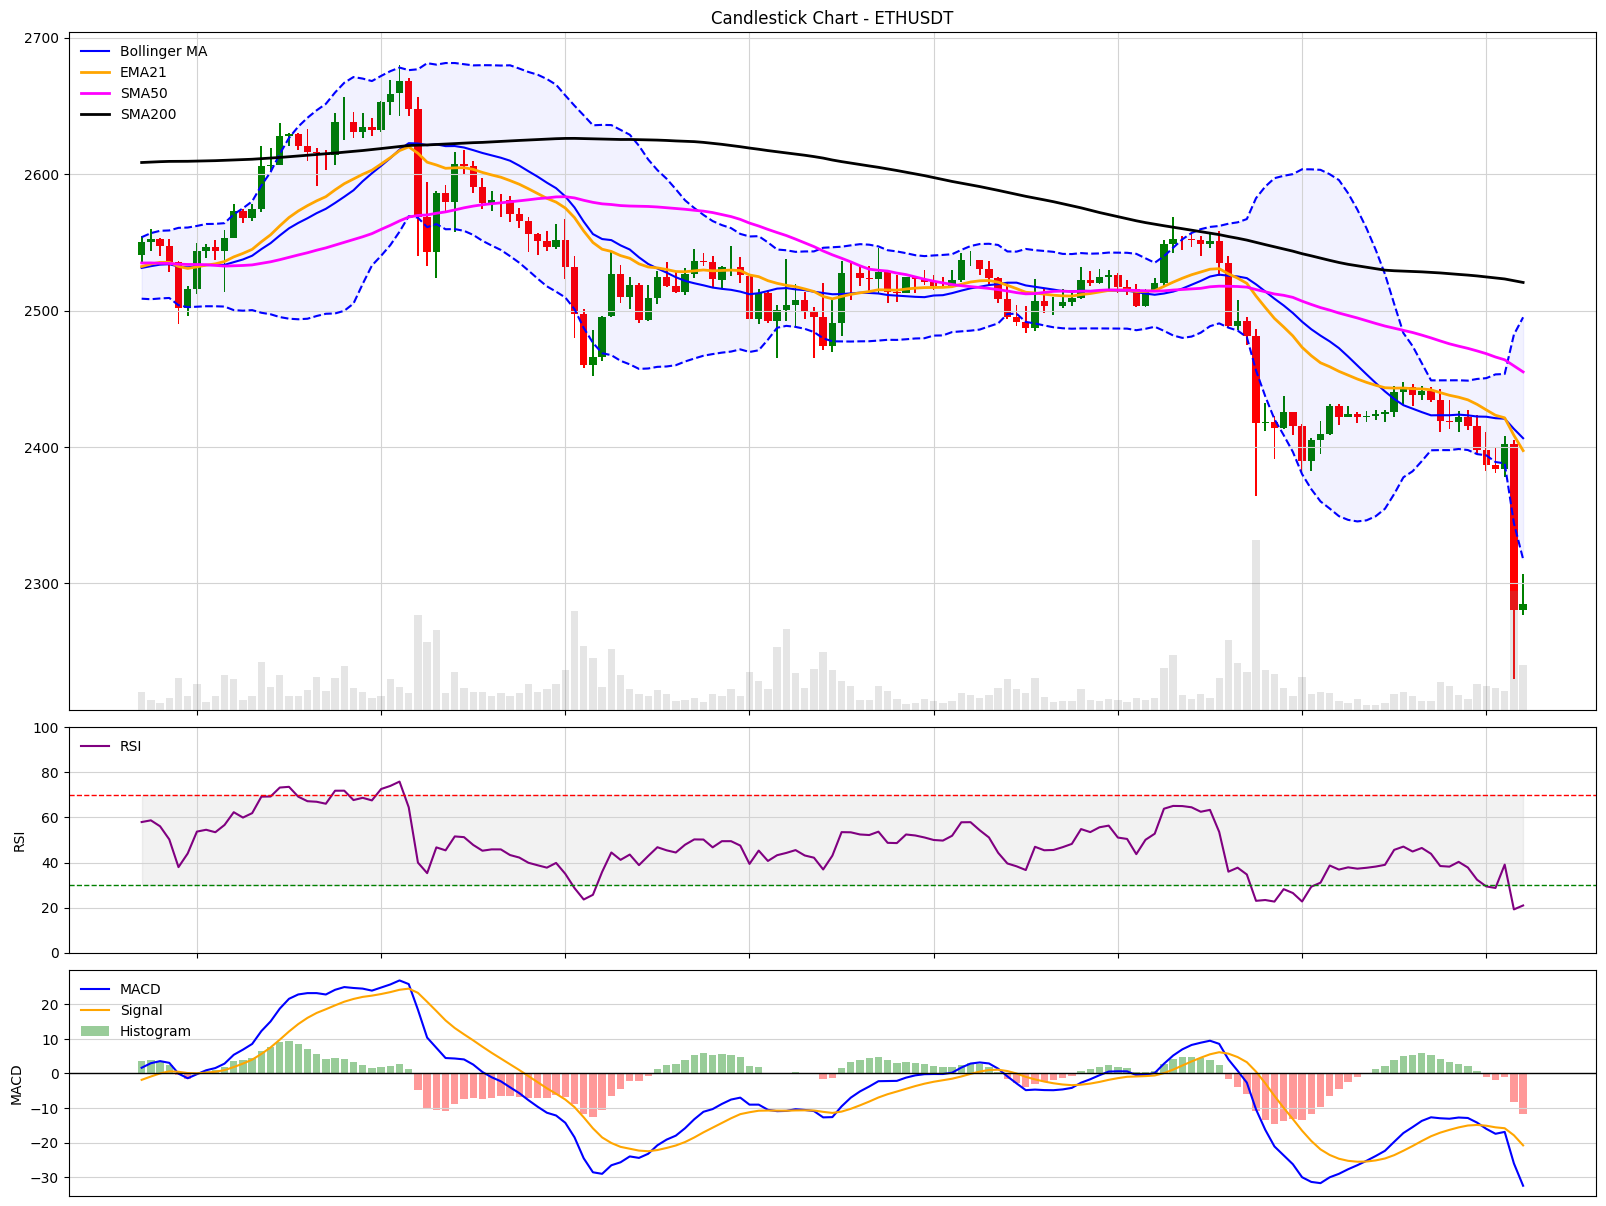 Candlestick Chart - ETHUSDT
2700
2600
2500
2400
2300
Bollinger MA
EMA21
SMA50
SMA200
100
80
60
40
20
0
RSI
RSI
20
10
0
−10
−20
−30
MACD
MACD
Signal
Histogram